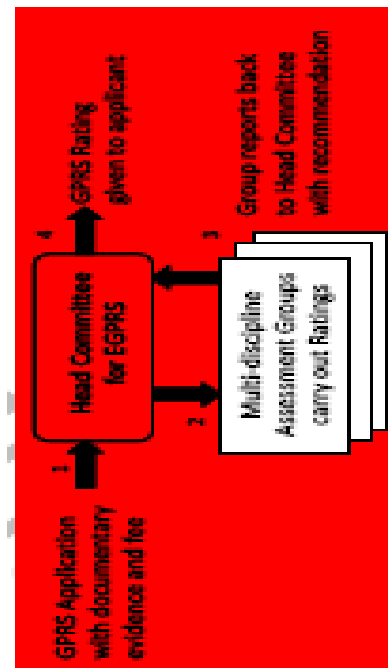 GPRS Application
with documentary
evidence and fee
1
Head Committee
for EGPRS
4
GPRS Rating
given to applicant
2
3
Multi-discipline
Assessment Groups
carry out Ratings
Group reports back
to Head Committee
with recommendation